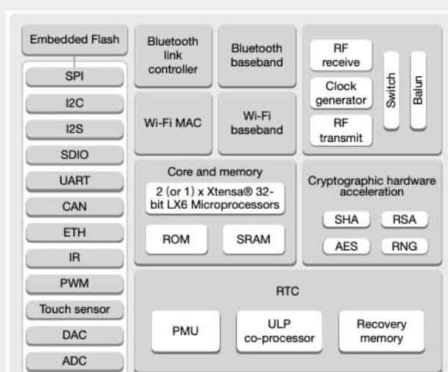 Embedded Flash
SPI
I2C
I2S
SDIO
UART
CAN
ETH
IR
PWM
Touch sensor
DAC
ADC
Bluetooth
link
controller
Bluetooth
baseband
Wi-Fi MAC
Wi-Fi
baseband
RF
receive
Clock
generator
RF
transmit
Switch
Balun
Core and memory
2 (or 1) x Xtensa® 32-
bit LX6 Microprocessors
ROM
SRAM
Cryptographic hardware
acceleration
SHA
RSA
AES
RNG
RTC
PMU
ULP
co-processor
Recovery
memory